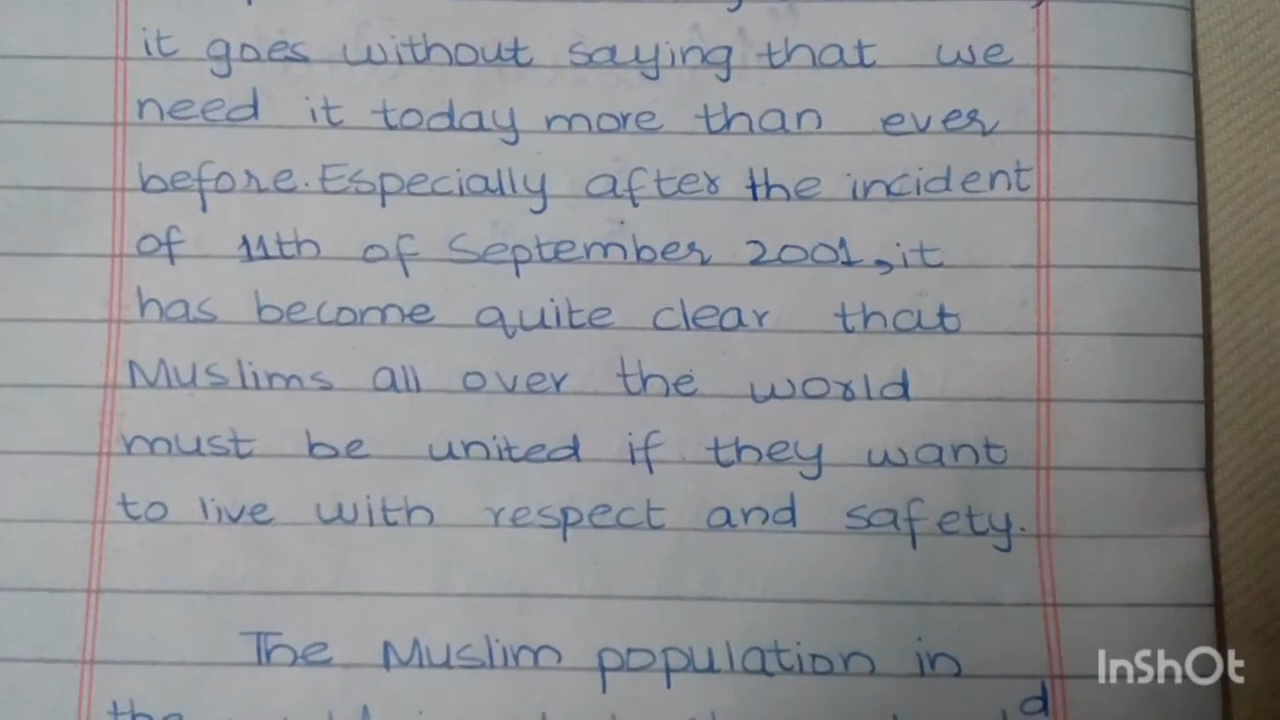 it goes without saying that we
need it today more than ever
before. Especially after the incident
of 11th of September 2001, it
has become quite clear that
Muslims all over the world
must be united if they want
to live with respect and safety.
The Muslim population in
InShOt